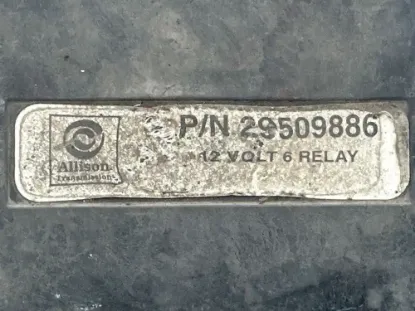 P/N 29509886
12 VOLT 6 RELAY
Allison
Transmission